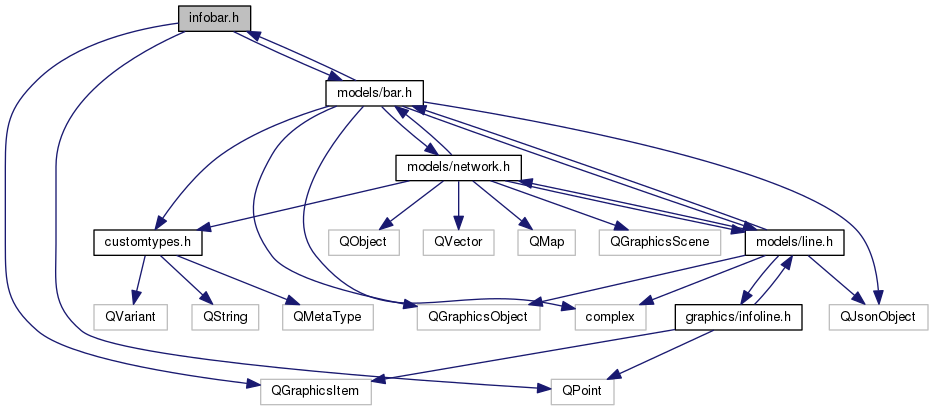 infobar.h
models/bar.h
models/network.h
customtypes.h
QObject
QVector
QMap
QGraphicsScene
models/line.h
QVariant
QString
QMetaType
QGraphicsObject
complex
graphics/infoline.h
QJsonObject
QGraphicsItem
QPoint